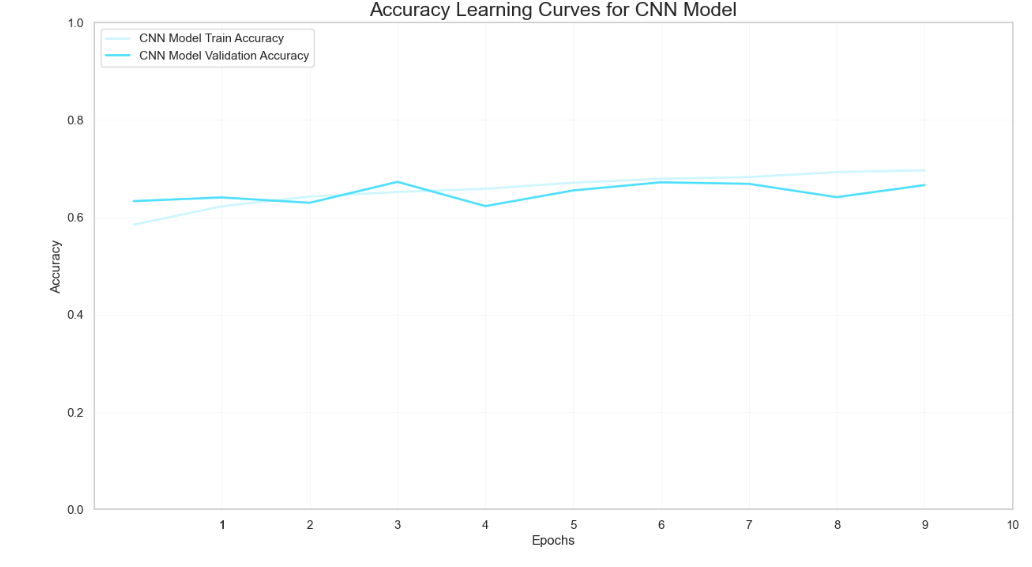 Accuracy Learning Curves for CNN Model
1.0
CNN Model Train Accuracy
CNN Model Validation Accuracy
0.8
0.6
Accuracy
0.4
0.2
0.0
1 2 3 4 5 6 7 8 9 10
Epochs